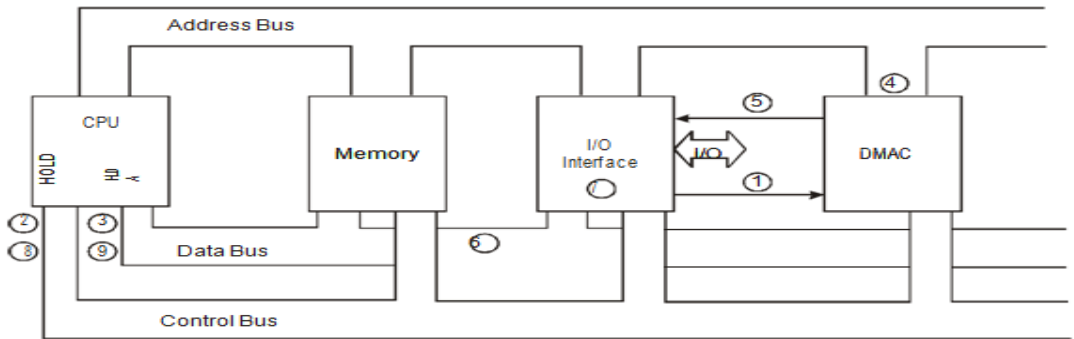 Address Bus
4
CPU
5
I/O
Interface
Memory
I/O
DMAC
HOLD
HD
A
7
1
2
3
6
8
9
Data Bus
Control Bus